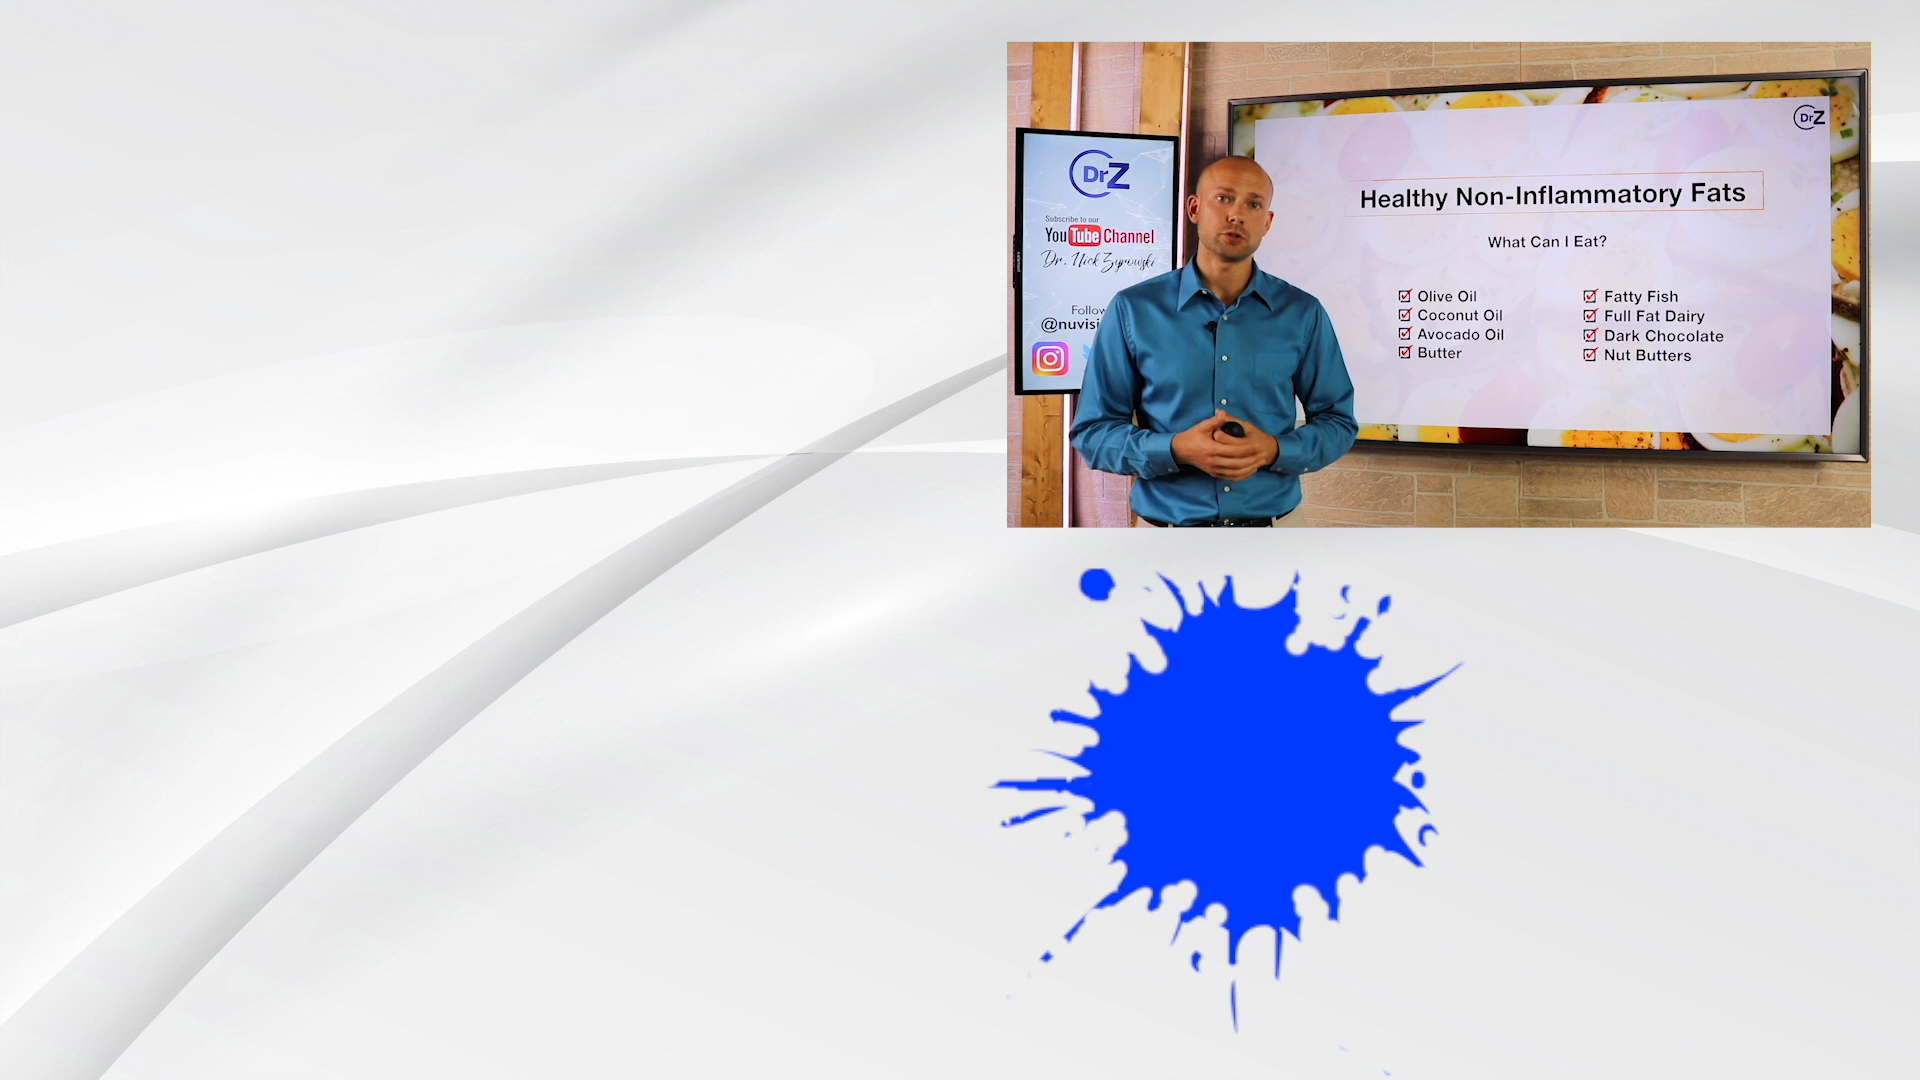 DrZ
Subscribe to our
YouTube Channel
Dr. Nick Zyrowski
Follow
@nuvisi
DrZ
Healthy Non-Inflammatory Fats
What Can I Eat?
Olive Oil
Coconut Oil
Avocado Oil
Butter
Fatty Fish
Full Fat Dairy
Dark Chocolate
Nut Butters